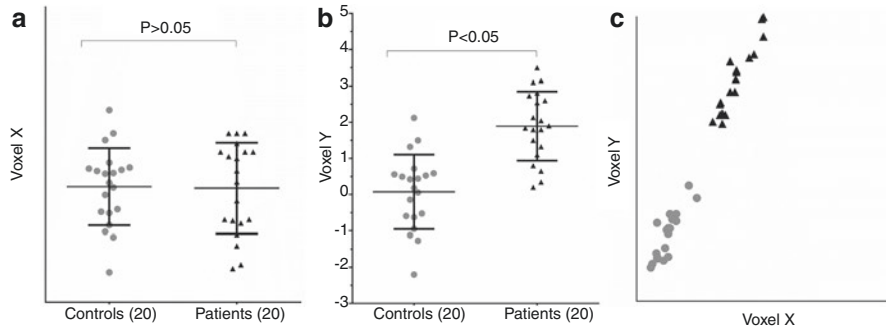 a
P>0.05
Voxel X
Controls (20) Patients (20)
b
P<0.05
Voxel Y
5
4
3
2
1
0
-1
-2
-3
Controls (20) Patients (20)
c
Voxel Y
Voxel X